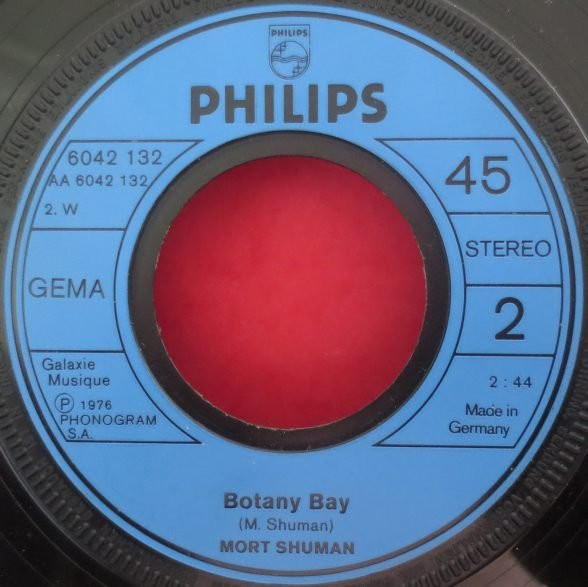 PHILIPS
PHILIPS
6042 132
AA 6042 132
2. W
GEMA
Galaxie
Musique
Ⓟ 1976
PHONOGRAM
S.A.
45
STEREO
2
2 : 44
Made in
Germany
Botany Bay
(M. Shuman)
MORT SHUMAN